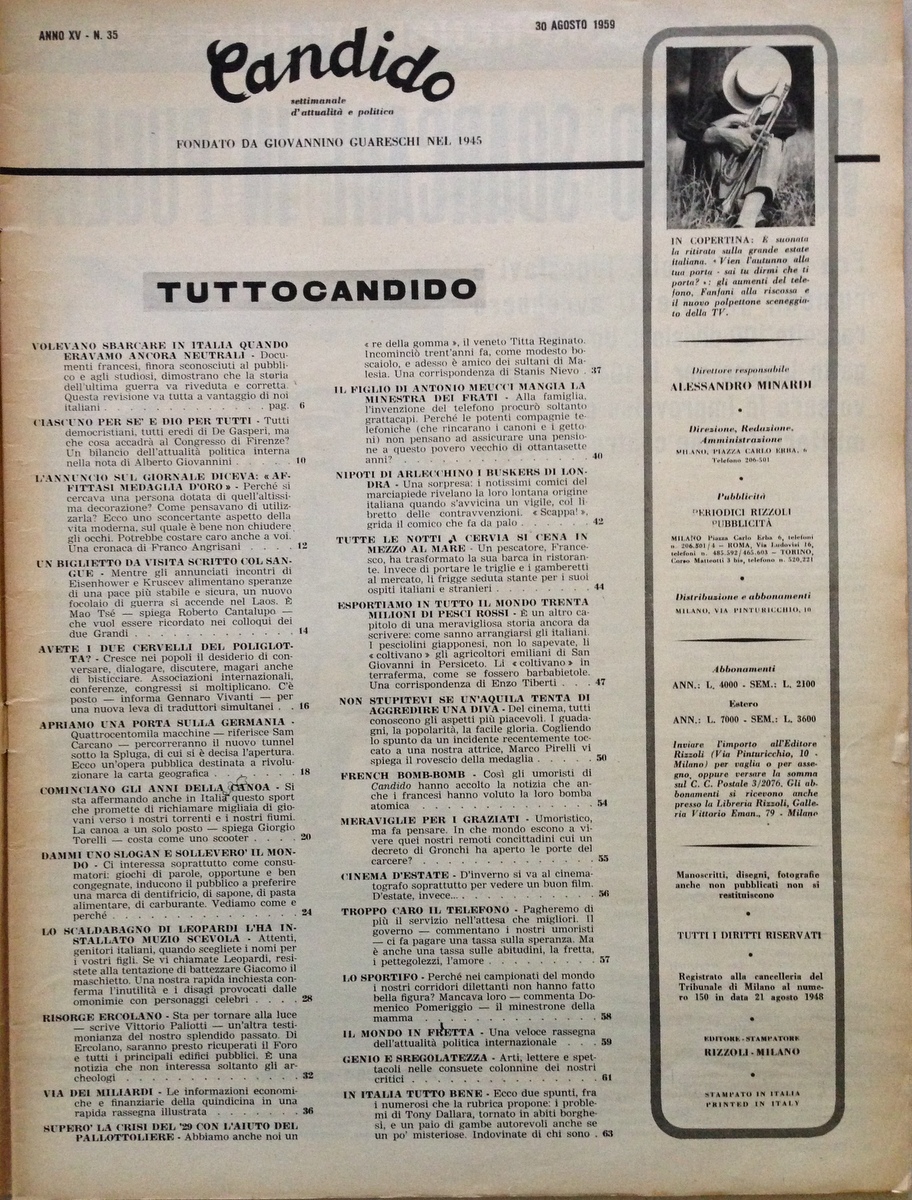 ANNO XV - N. 35
30 AGOSTO 1959
Candido
settimanale
d'attualità e politica
FONDATO DA GIOVANNINO GUARESCHI NEL 1945
TUTTOCANDIDO
VOLEVANO SBARCARE IN ITALIA QUANDO
ERAVAMO ANCORA NEUTRALI - Docu-
menti francesi, finora sconosciuti al pubbli-
co e agli studiosi, dimostrano che la storia
dell'ultima guerra va riveduta e corretta.
Questa revisione va tutta a vantaggio di noi
italiani . . . . . . . . . . . . . pag. 6
CIASCUNO PER SE' E DIO PER TUTTI - Tutti
democristiani, tutti eredi di De Gasperi, ma
che cosa accadrà al Congresso di Firenze?
Un bilancio dell'attualità politica interna
nella nota di Alberto Giovannini . . . . 10
L'ANNUNCIO SUL GIORNALE DICEVA: « AF-
FITTASI MEDAGLIA D'ORO » - Perché si
cercava una persona dotata di quell'altissi-
ma decorazione? Come pensavano di utiliz-
zarla? Ecco uno sconcertante aspetto della
vita moderna, sul quale è bene non chiudere
gli occhi. Potrebbe costare caro anche a voi.
Una cronaca di Franco Angrisani . . . . 12
UN BIGLIETTO DA VISITA SCRITTO COL SAN-
GUE - Mentre gli annunciati incontri di
Eisenhower e Kruscev alimentano speranze
di una pace più stabile e sicura, un nuovo
focolaio di guerra si accende nel Laos. È
Mao Tsé — spiega Roberto Cantalupo —
che vuol essere ricordato nei colloqui dei
due Grandi . . . . . . . . . . . . . 14
AVETE I DUE CERVELLI DEL POLIGLOT-
TA? - Cresce nei popoli il desiderio di con-
versare, dialogare, discutere, magari anche
di bisticciare. Associazioni internazionali,
conferenze, congressi si moltiplicano. C'è
posto — informa Gennaro Vivanti — per
una nuova leva di traduttori simultanei . . 16
APRIAMO UNA PORTA SULLA GERMANIA -
Quattrocentomila macchine — riferisce Sam
Carcano — percorreranno il nuovo tunnel
sotto la Spluga, di cui si è decisa l'apertura.
Ecco un'opera pubblica destinata a rivolu-
zionare la carta geografica . . . . . . . 18
COMINCIANO GLI ANNI DELLA CANOA - Si
sta affermando anche in Italia questo sport
che promette di richiamare migliaia di gio-
vani verso i nostri torrenti e i nostri fiumi.
La canoa a un solo posto — spiega Giorgio
Torelli — costa come uno scooter . . . . 20
DAMMI UNO SLOGAN E SOLLEVERO' IL MON-
DO - Ci interessa soprattutto come consu-
matori: giochi di parole, opportune e ben
congegnate, inducono il pubblico a preferire
una marca di dentifricio, di sapone, di pasta
alimentare, di carburante. Vediamo come e
perché . . . . . . . . . . . . . . . 24
LO SCALDABAGNO DI LEOPARDI L'HA IN-
STALLATO MUZIO SCEVOLA - Attenti,
genitori italiani, quando scegliete i nomi per
i vostri figli. Se vi chiamate Leopardi, resi-
stete alla tentazione di battezzare Giacomo il
maschietto. Una nostra rapida inchiesta con-
ferma l'inutilità e i disagi provocati dalle
omonimie con personaggi celebri . . . . 28
RISORGE ERCOLANO - Sta per tornare alla luce
— scrive Vittorio Paliotti — un'altra testi-
monianza del nostro splendido passato. Di
Ercolano, saranno presto ricuperati il Foro
e tutti i principali edifici pubblici. È una
notizia che non interessa soltanto gli ar-
cheologi . . . . . . . . . . . . . . 32
VIA DEI MILIARDI - Le informazioni economi-
che e finanziarie della quindicina in una
rapida rassegna illustrata . . . . . . . 36
SUPERO' LA CRISI DEL '29 CON L'AIUTO DEL
PALLOTTOLIERE - Abbiamo anche noi un
« re della gomma », il veneto Titta Reginato.
Incominciò trent'anni fa, come modesto bo-
scaiolo, e adesso è amico dei sultani di Ma-
lesia. Una corrispondenza di Stanis Nievo . 37
IL FIGLIO DI ANTONIO MEUCCI MANGIA LA
MINESTRA DEI FRATI - Alla famiglia,
l'invenzione del telefono procurò soltanto
grattacapi. Perché le potenti compagnie te-
lefoniche (che rincarano i canoni e i getto-
ni) non pensano ad assicurare una pensio-
ne a questo povero vecchio di ottantasette
anni? . . . . . . . . . . . . . . . 40
NIPOTI DI ARLECCHINO I BUSKERS DI LON-
DRA - Una sorpresa: i notissimi comici del
marciapiede rivelano la loro lontana origine
italiana quando s'avvicina un vigile, col li-
bretto delle contravvenzioni. « Scappa! »,
grida il comico che fa da palo . . . . . . 42
TUTTE LE NOTTI A CERVIA SI CENA IN
MEZZO AL MARE - Un pescatore, France-
sco, ha trasformato la sua barca in ristoran-
te. Invece di portare le triglie e i gamberetti
al mercato, li frigge seduta stante per i suoi
ospiti italiani e stranieri . . . . . . . . 44
ESPORTIAMO IN TUTTO IL MONDO TRENTA
MILIONI DI PESCI ROSSI - È un altro ca-
pitolo di una meravigliosa storia ancora da
scrivere: come sanno arrangiarsi gli italiani.
I pesciolini giapponesi, non lo sapevate, li
« coltivano » gli agricoltori emiliani di San
Giovanni in Persiceto. Li « coltivano » in
terraferma, come se fossero barbabietole.
Una corrispondenza di Enzo Tiberti . . . 47
NON STUPITEVI SE UN'AQUILA TENTA DI
AGGREDIRE UNA DIVA - Del cinema, tutti
conoscono gli aspetti più piacevoli. I guada-
gni, la popolarità, la facile gloria. Cogliendo
lo spunto da un incidente recentemente toc-
cato a una nostra attrice, Marco Pirelli vi
spiega il rovescio della medaglia . . . . . 50
FRENCH BOMB-BOMB - Così gli umoristi di
Candido hanno accolto la notizia che an-
che i francesi hanno voluto la loro bomba
atomica . . . . . . . . . . . . . . . 54
MERAVIGLIE PER I GRAZIATI - Umoristico,
ma fa pensare. In che mondo escono a vi-
vere quei nostri remoti concittadini cui un
decreto di Gronchi ha aperto le porte del
carcere? . . . . . . . . . . . . . . 55
CINEMA D'ESTATE - D'inverno si va al cinema-
tografo soprattutto per vedere un buon film.
D'estate, invece... . . . . . . . . . . 56
TROPPO CARO IL TELEFONO - Pagheremo di
più il servizio nell'attesa che migliori. Il
governo — commentano i nostri umoristi
— ci fa pagare una tassa sulla speranza. Ma
è anche una tassa sulle abitudini, la fretta,
i pettegolezzi, l'amore . . . . . . . . . 57
LO SPORTIFO - Perché nei campionati del mondo
i nostri corridori dilettanti non hanno fatto
bella figura? Mancava loro — commenta Do-
menico Pomeriggio — il minestrone della
mamma . . . . . . . . . . . . . . . 58
IL MONDO IN FRETTA - Una veloce rassegna
dell'attualità politica internazionale . . . 59
GENIO E SREGOLATEZZA - Arti, lettere e spet-
tacoli nelle consuete colonnine dei nostri
critici . . . . . . . . . . . . . . . 61
IN ITALIA TUTTO BENE - Ecco due spunti, fra
i numerosi che la rubrica propone: i proble-
mi di Tony Dallara, tornato in abiti borghe-
si, e un paio di gambe autorevoli anche se
un po' misteriose. Indovinate di chi sono . 63
IN COPERTINA: È suonata
la ritirata sulla grande estate
italiana. « Vien l'autunno alla
tua porta - sai tu dirmi che ti
porta? »: gli aumenti del tele-
fono, Fanfani alla riscossa e
il nuovo polpettone sceneggia-
to della TV.
Direttore responsabile
ALESSANDRO MINARDI
Direzione, Redazione,
Amministrazione
MILANO, PIAZZA CARLO ERBA, 6
Telefono 206-501
Pubblicità
PERIODICI RIZZOLI
PUBBLICITÀ
MILANO Piazza Carlo Erba 6, telefoni
n. 206.501/4 — ROMA, Via Ludovisi 16,
telefoni n. 485.592/465.603 — TORINO,
Corso Matteotti 3 bis, telefono n. 520.221
Distribuzione e abbonamenti
MILANO, VIA PINTURICCHIO, 10
Abbonamenti
ANN.: L. 4000 - SEM.: L. 2100
Estero
ANN.: L. 7000 - SEM.: L. 3600
Inviare l'importo all'Editore
Rizzoli (Via Pinturicchio, 10 -
Milano) per vaglia o per asse-
gno, oppure versare la somma
sul C. C. Postale 3/2076. Gli ab-
bonamenti si ricevono anche
presso la Libreria Rizzoli, Galle-
ria Vittorio Eman., 79 - Milano
Manoscritti, disegni, fotografie
anche non pubblicati non si
restituiscono
TUTTI I DIRITTI RISERVATI
Registrato alla cancelleria del
Tribunale di Milano al nume-
ro 150 in data 21 agosto 1948
EDITORE - STAMPATORE
RIZZOLI - MILANO
STAMPATO IN ITALIA
PRINTED IN ITALY